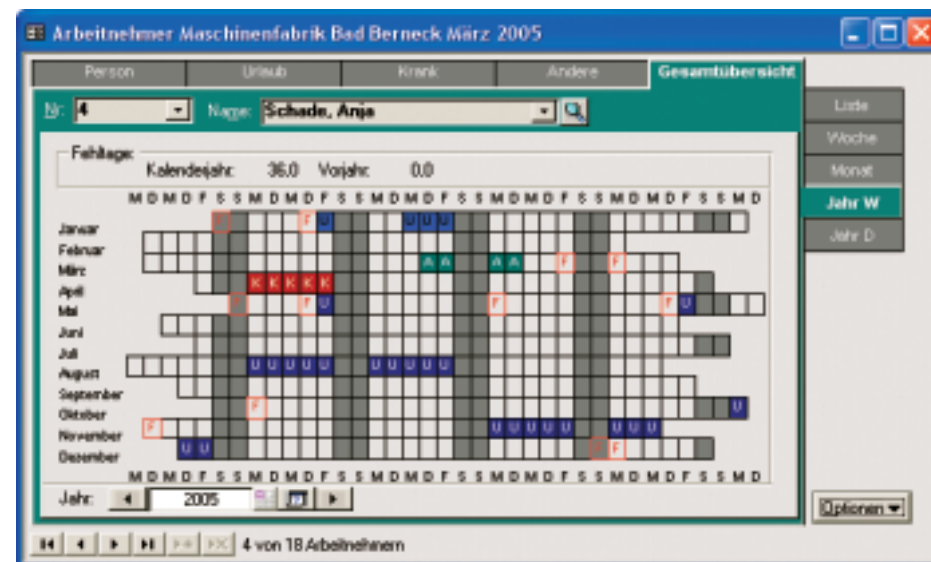 Arbeitnehmer Maschinenfabrik Bad Berneck März 2005
Person Urlaub Krank Andere Gesamtübersicht
Nr: 4 Name: Schade, Anja
Liste
Woche
Monat
Jahr W
Jahr D
Fehltage:
Kalenderjahr: 36.0 Vorjahr: 0.0
M D M D F S S M D M D F S S M D M D F S S M D M D F S S M D M D F S S M D
Januar F F U U U U
Februar
März A A A A F F
April K K K K K
Mai F F U F F U
Juni
Juli
August U U U U U U U U U U
September
Oktober F U
November F U U U U U U U U
Dezember U U F F
M D M D F S S M D M D F S S M D M D F S S M D M D F S S M D M D F S S M D
Jahr: 2005
Optionen
4 von 18 Arbeitnehmern